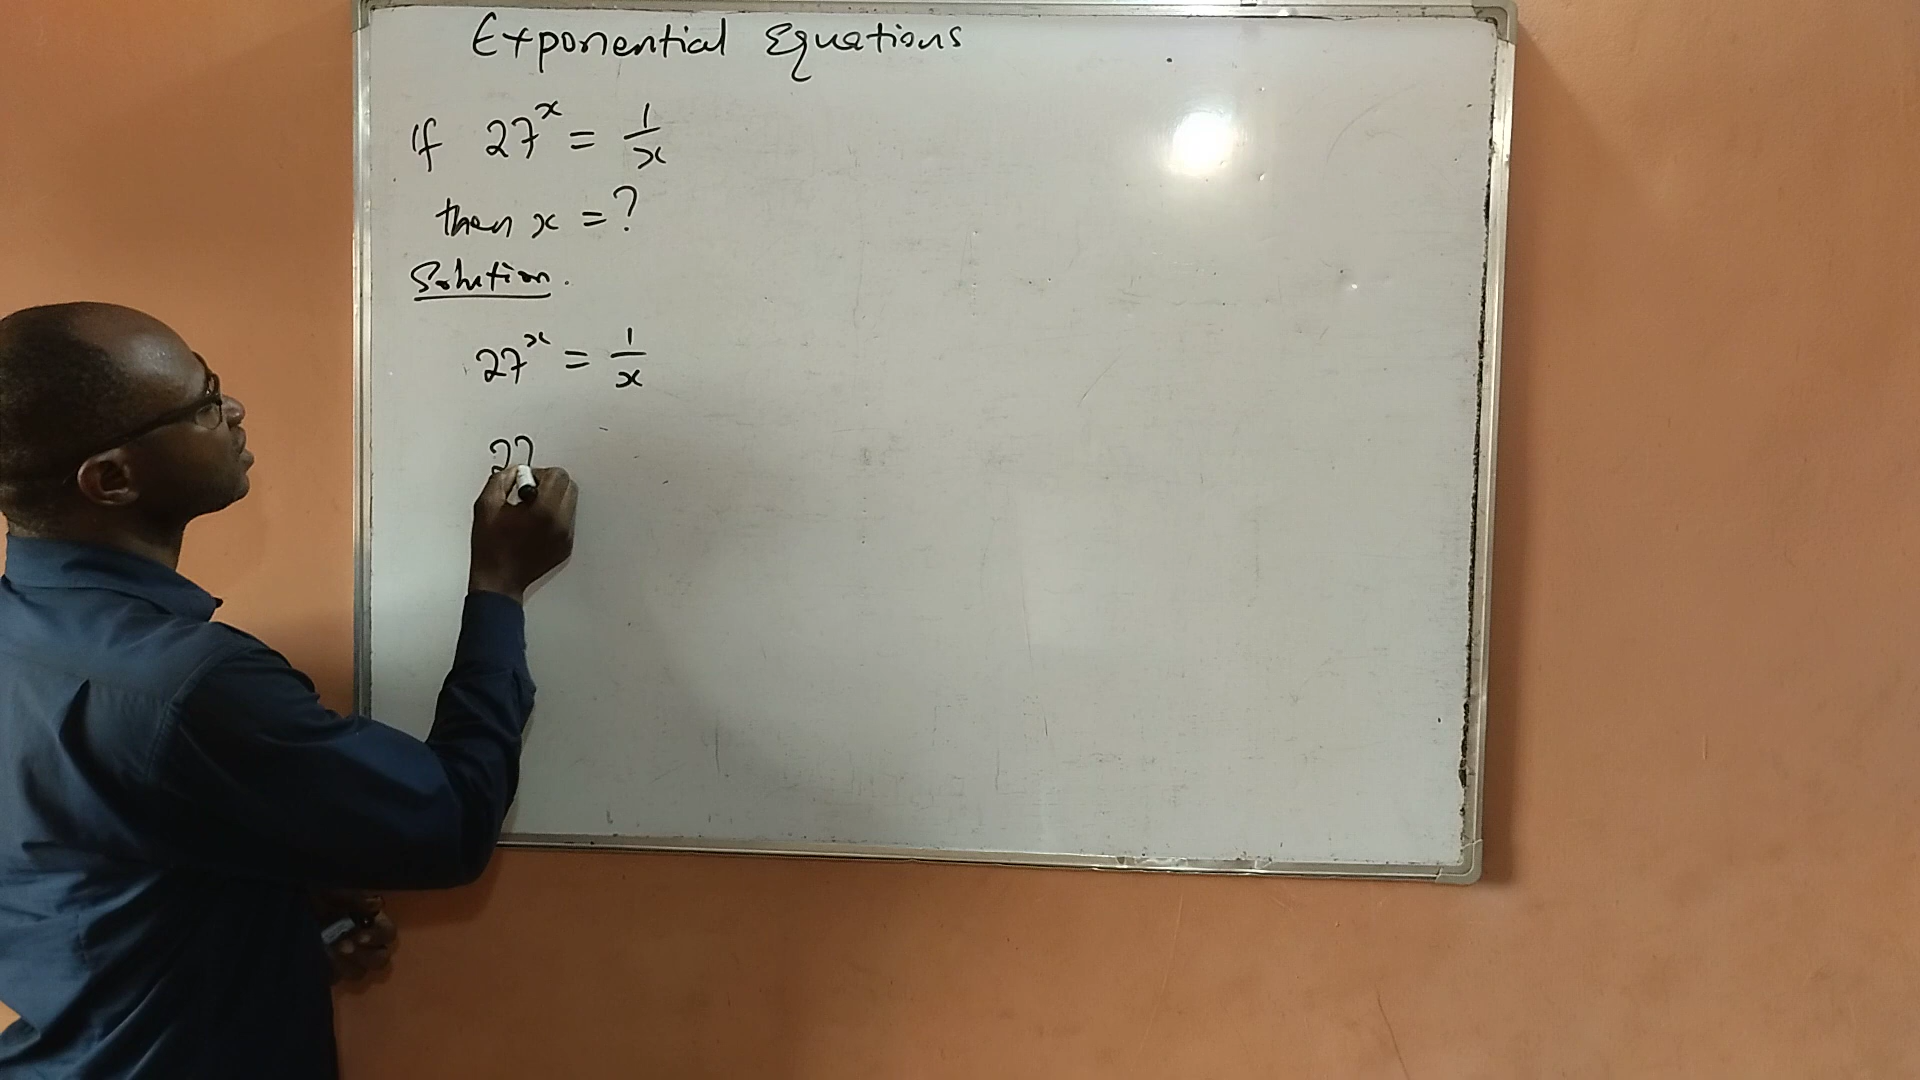 Exponential Equations
If 27^x = 1/x
then x = ?
Solution.
27^x = 1/x
27